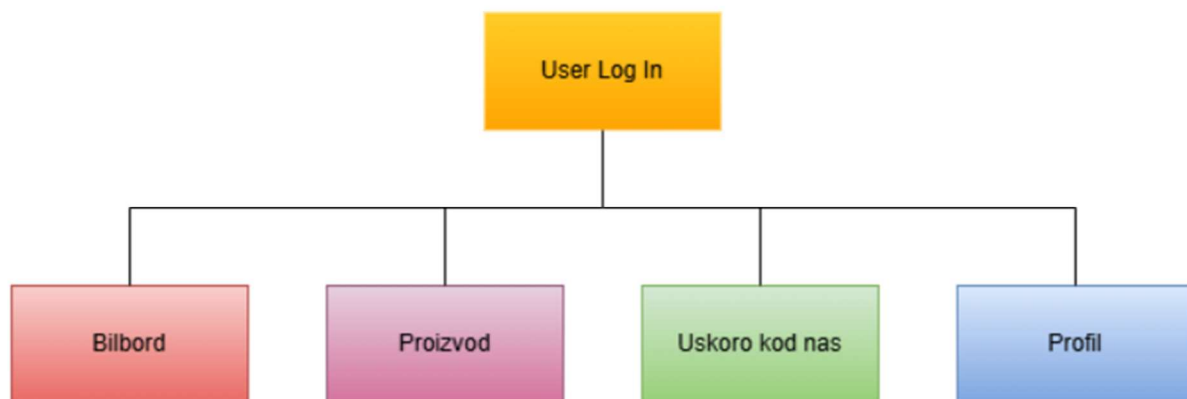 User Log In
Bilbord
Proizvod
Uskoro kod nas
Profil